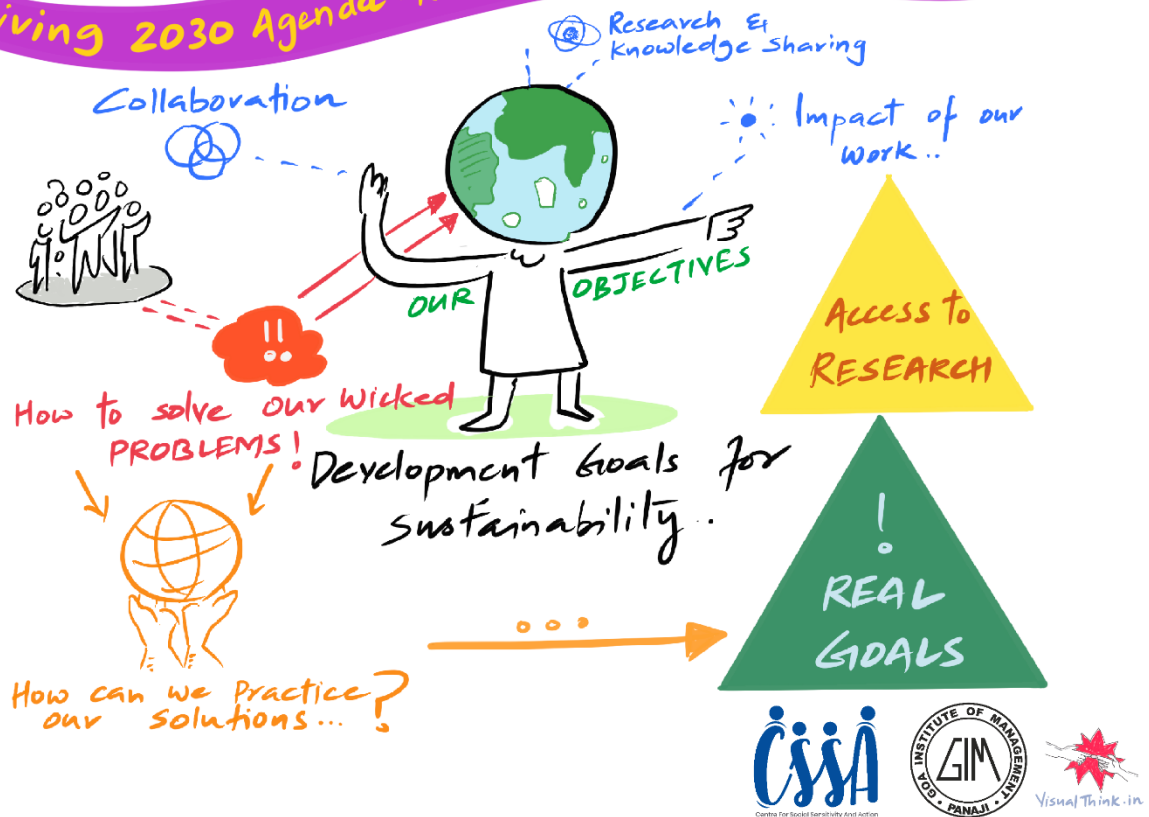 iving 2030 Agenda
Research &
Knowledge Sharing
Collaboration
Impact of our
work..
OUR OBJECTIVES
!!
Access to
RESEARCH
How to solve our wicked
PROBLEMS!
Development Goals for
sustainability..
!
REAL
GOALS
How can we Practice
our solutions...?
CSSA
Centre For Social Sensitivity And Action
GOA INSTITUTE OF MANAGEMENT
GIM
PANAJI
VisualThink.in